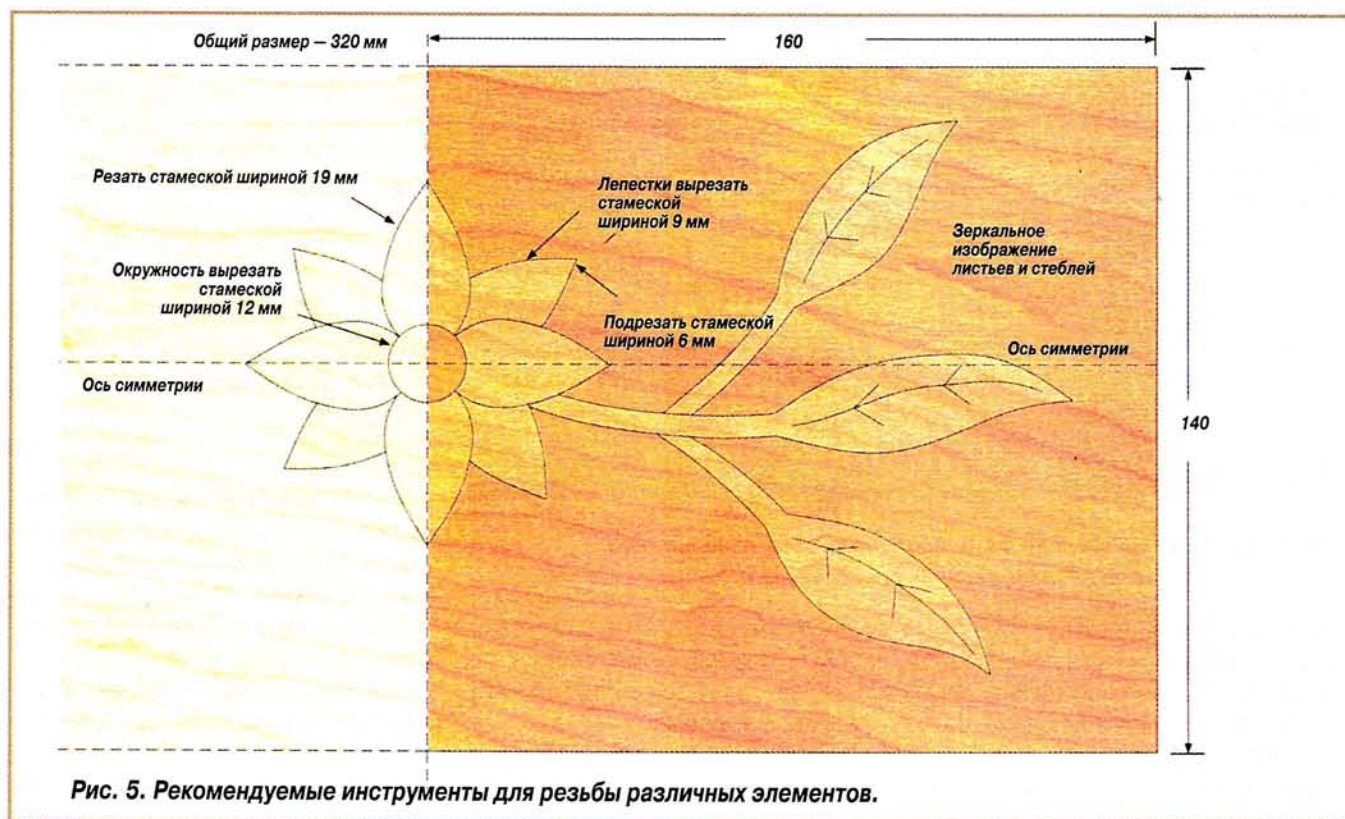 Общий размер — 320 мм
160
Резать стамеской шириной 19 мм
Лепестки вырезать
стамеской
шириной 9 мм
Зеркальное
изображение
листьев и стеблей
Окружность вырезать
стамеской
шириной 12 мм
Подрезать стамеской
шириной 6 мм
Ось симметрии
Ось симметрии
140
Рис. 5. Рекомендуемые инструменты для резьбы различных элементов.